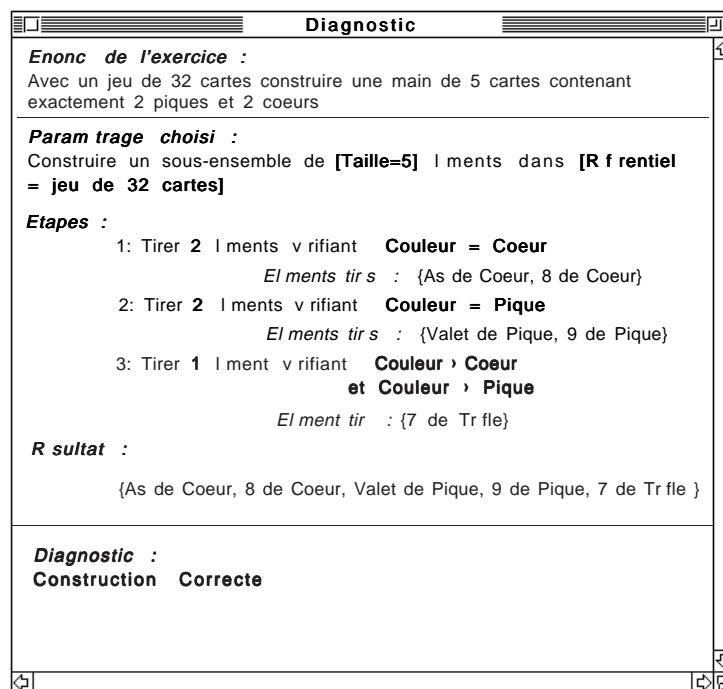 Diagnostic
Enonc de l'exercice :
Avec un jeu de 32 cartes construire une main de 5 cartes contenant
exactement 2 piques et 2 coeurs
Param trage choisi :
Construire un sous-ensemble de [Taille=5] l ments dans [R f rentiel
= jeu de 32 cartes]
Etapes :
1: Tirer 2 l ments v rifiant Couleur = Coeur
El ments tir s : {As de Coeur, 8 de Coeur}
2: Tirer 2 l ments v rifiant Couleur = Pique
El ments tir s : {Valet de Pique, 9 de Pique}
3: Tirer 1 l ment v rifiant Couleur › Coeur
et Couleur › Pique
El ment tir : {7 de Tr fle}
R sultat :
{As de Coeur, 8 de Coeur, Valet de Pique, 9 de Pique, 7 de Tr fle }
Diagnostic :
Construction Correcte